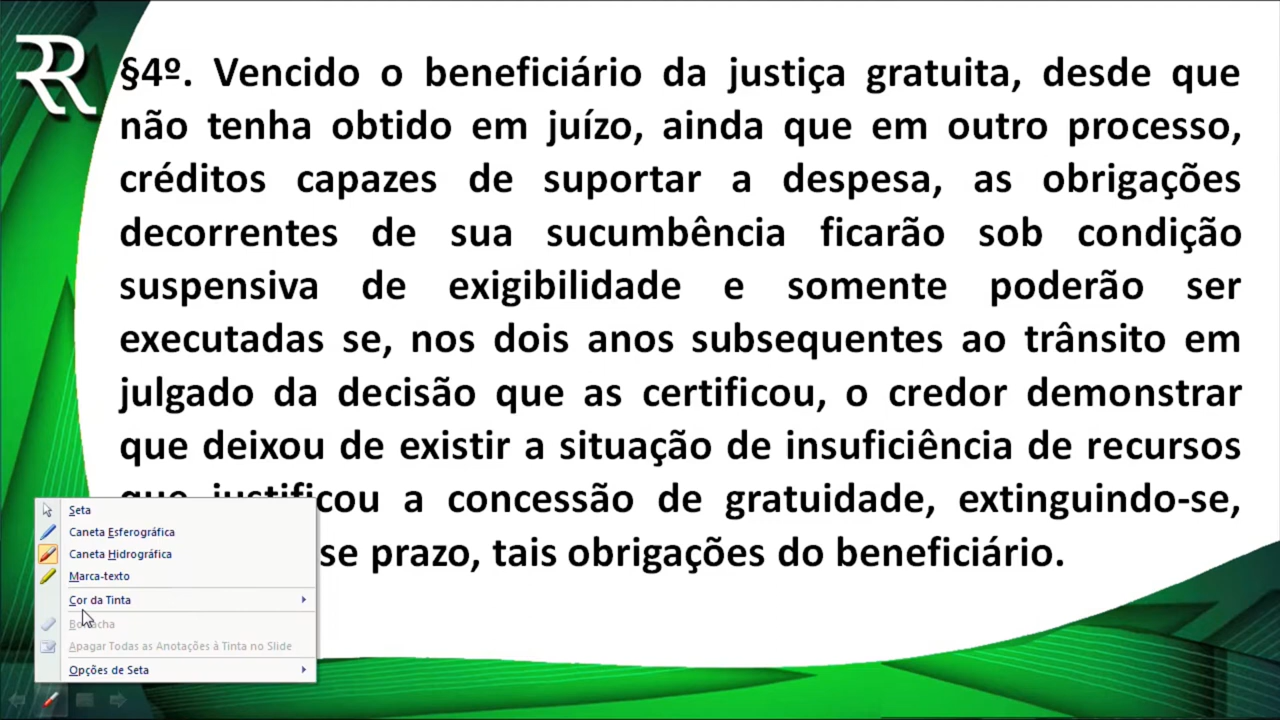 RR
§4º. Vencido o beneficiário da justiça gratuita, desde que
não tenha obtido em juízo, ainda que em outro processo,
créditos capazes de suportar a despesa, as obrigações
decorrentes de sua sucumbência ficarão sob condição
suspensiva de exigibilidade e somente poderão ser
executadas se, nos dois anos subsequentes ao trânsito em
julgado da decisão que as certificou, o credor demonstrar
que deixou de existir a situação de insuficiência de recursos
que justificou a concessão de gratuidade, extinguindo-se,
se prazo, tais obrigações do beneficiário.
Seta
Caneta Esferográfica
Caneta Hidrográfica
Marca-texto
Cor da Tinta
Borracha
Apagar Todas as Anotações à Tinta no Slide
Opções de Seta